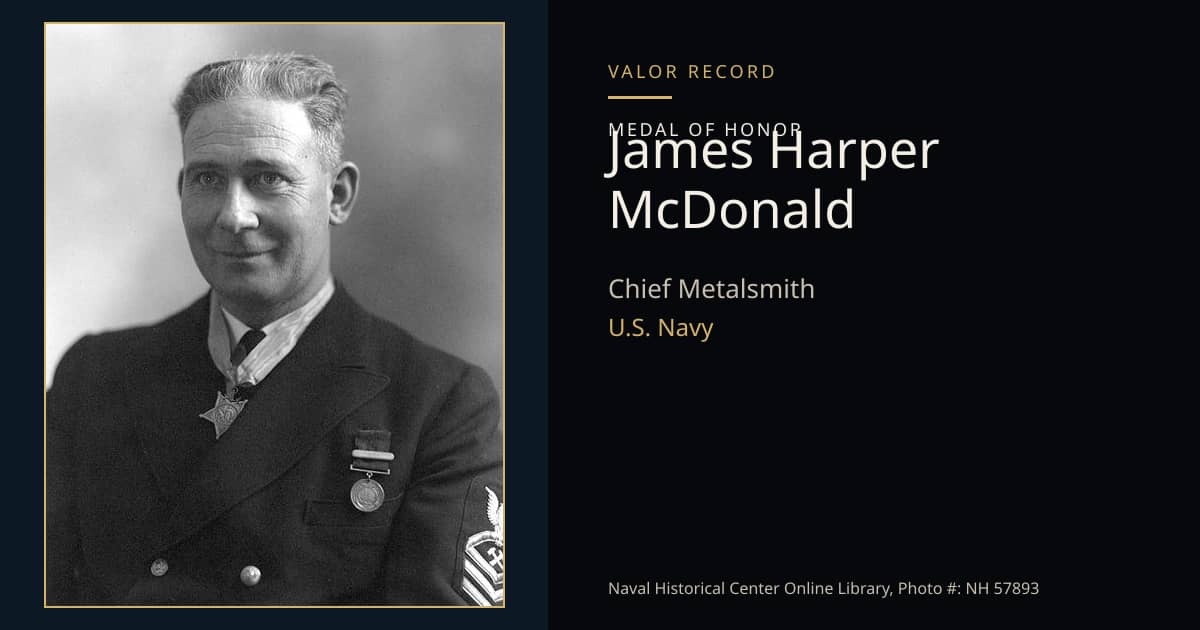 VALOR RECORD
MEDAL OF HONOR
James Harper
McDonald
Chief Metalsmith
U.S. Navy
Naval Historical Center Online Library, Photo #: NH 57893